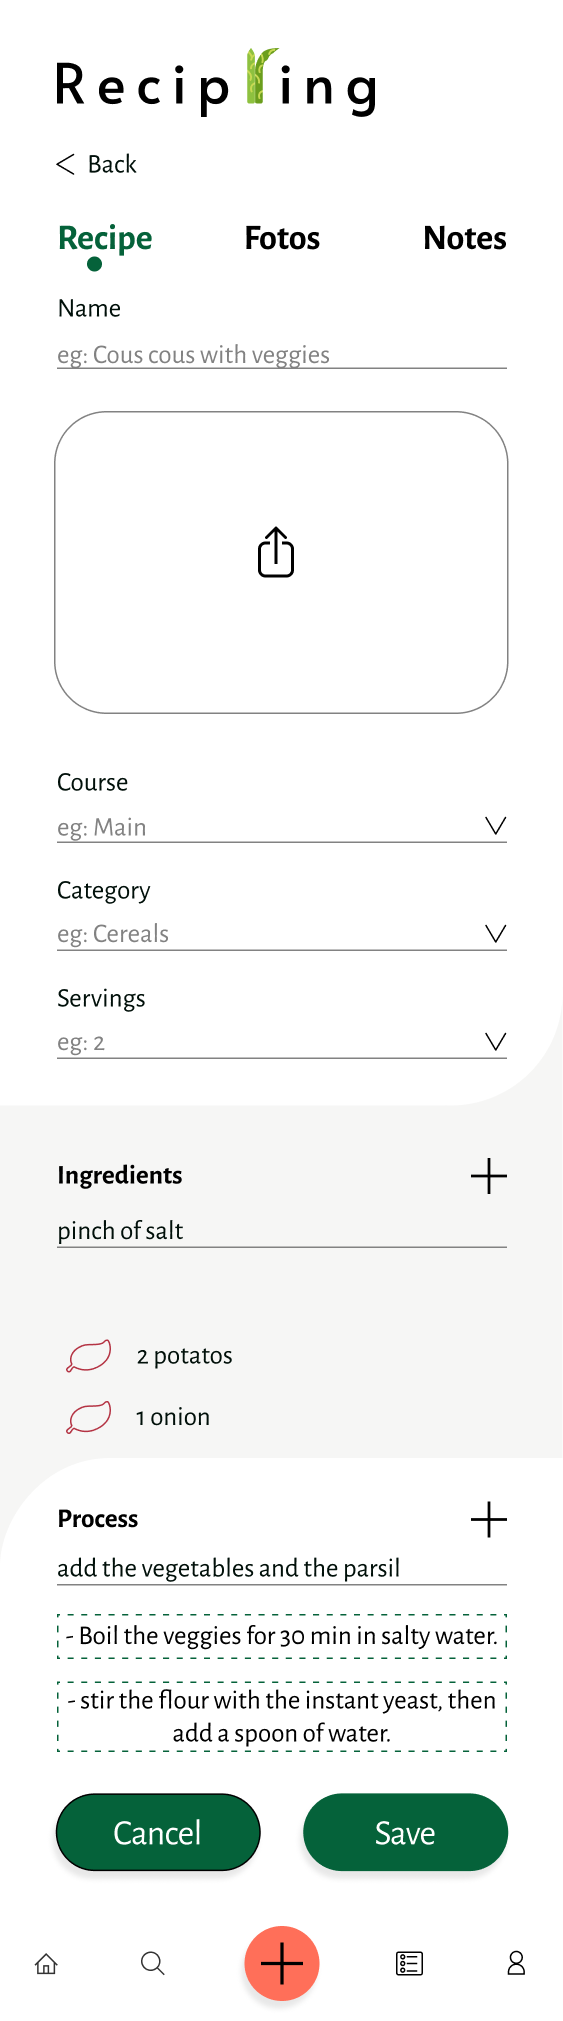 Recipring
Back
Recipe Fotos Notes
Name
eg: Cous cous with veggies
Course
eg: Main
Category
eg: Cereals
Servings
eg: 2
Ingredients
pinch of salt
2 potatos
1 onion
Process
add the vegetables and the parsil
- Boil the veggies for 30 min in salty water.
- stir the flour with the instant yeast, then
add a spoon of water.
Cancel Save